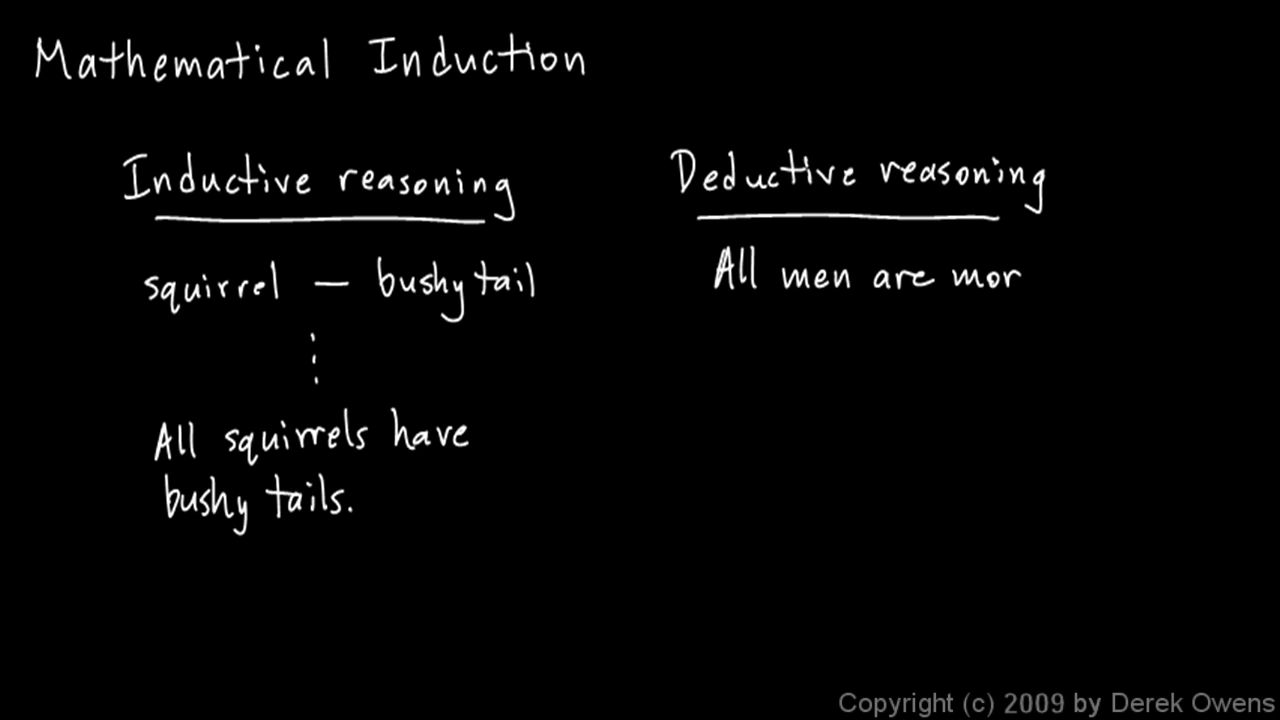 Mathematical Induction
Inductive reasoning
squirrel — bushy tail
⋮
All squirrels have
bushy tails.
Deductive reasoning
All men are mor
Copyright (c) 2009 by Derek Owens